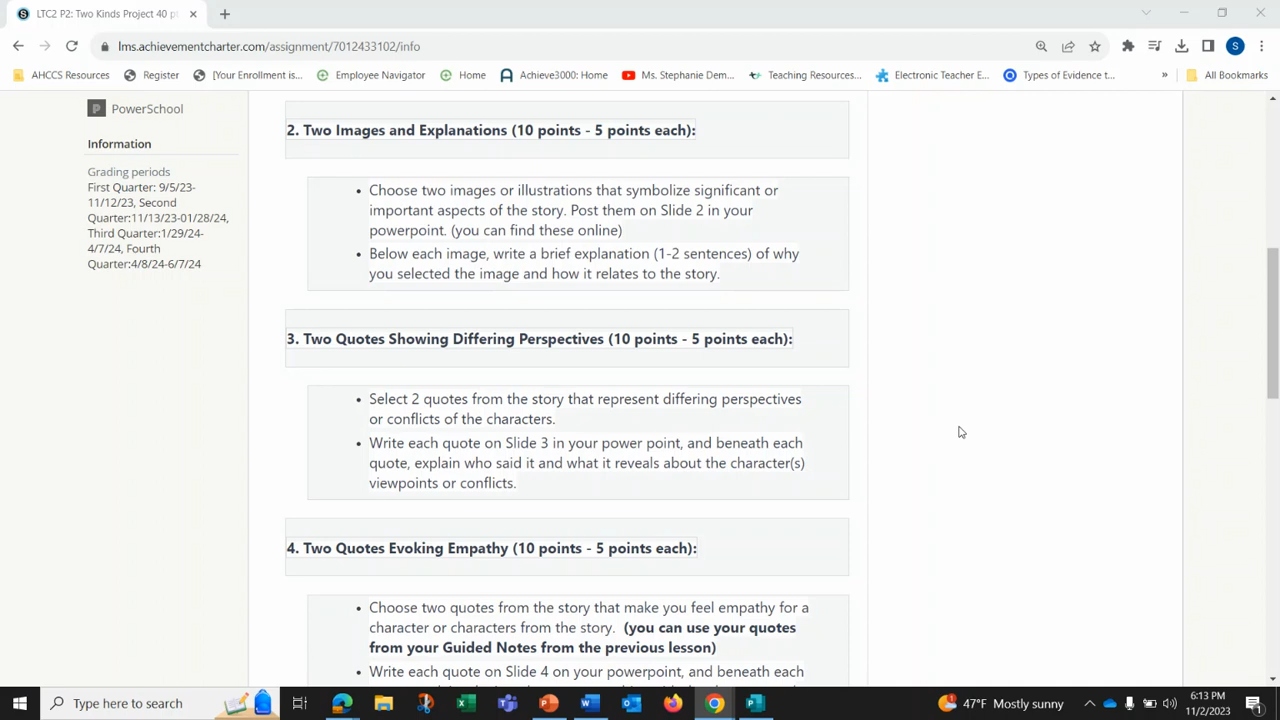 LTC2 P2: Two Kinds Project 40 pt
lms.achievementcharter.com/assignment/7012433102/info
S
AHCCS Resources
Register
[Your Enrollment is...
Employee Navigator
Home
Achieve3000: Home
Ms. Stephanie Dem...
Teaching Resources...
Electronic Teacher E...
Types of Evidence t...
»
All Bookmarks
PowerSchool
Information
Grading periods
First Quarter: 9/5/23-
11/12/23, Second
Quarter:11/13/23-01/28/24,
Third Quarter:1/29/24-
4/7/24, Fourth
Quarter:4/8/24-6/7/24
2. Two Images and Explanations (10 points - 5 points each):
• Choose two images or illustrations that symbolize significant or
important aspects of the story. Post them on Slide 2 in your
powerpoint. (you can find these online)
• Below each image, write a brief explanation (1-2 sentences) of why
you selected the image and how it relates to the story.
3. Two Quotes Showing Differing Perspectives (10 points - 5 points each):
• Select 2 quotes from the story that represent differing perspectives
or conflicts of the characters.
• Write each quote on Slide 3 in your power point, and beneath each
quote, explain who said it and what it reveals about the character(s)
viewpoints or conflicts.
4. Two Quotes Evoking Empathy (10 points - 5 points each):
• Choose two quotes from the story that make you feel empathy for a
character or characters from the story. (you can use your quotes
from your Guided Notes from the previous lesson)
• Write each quote on Slide 4 on your powerpoint, and beneath each
Type here to search
47°F Mostly sunny
6:13 PM
11/2/2023